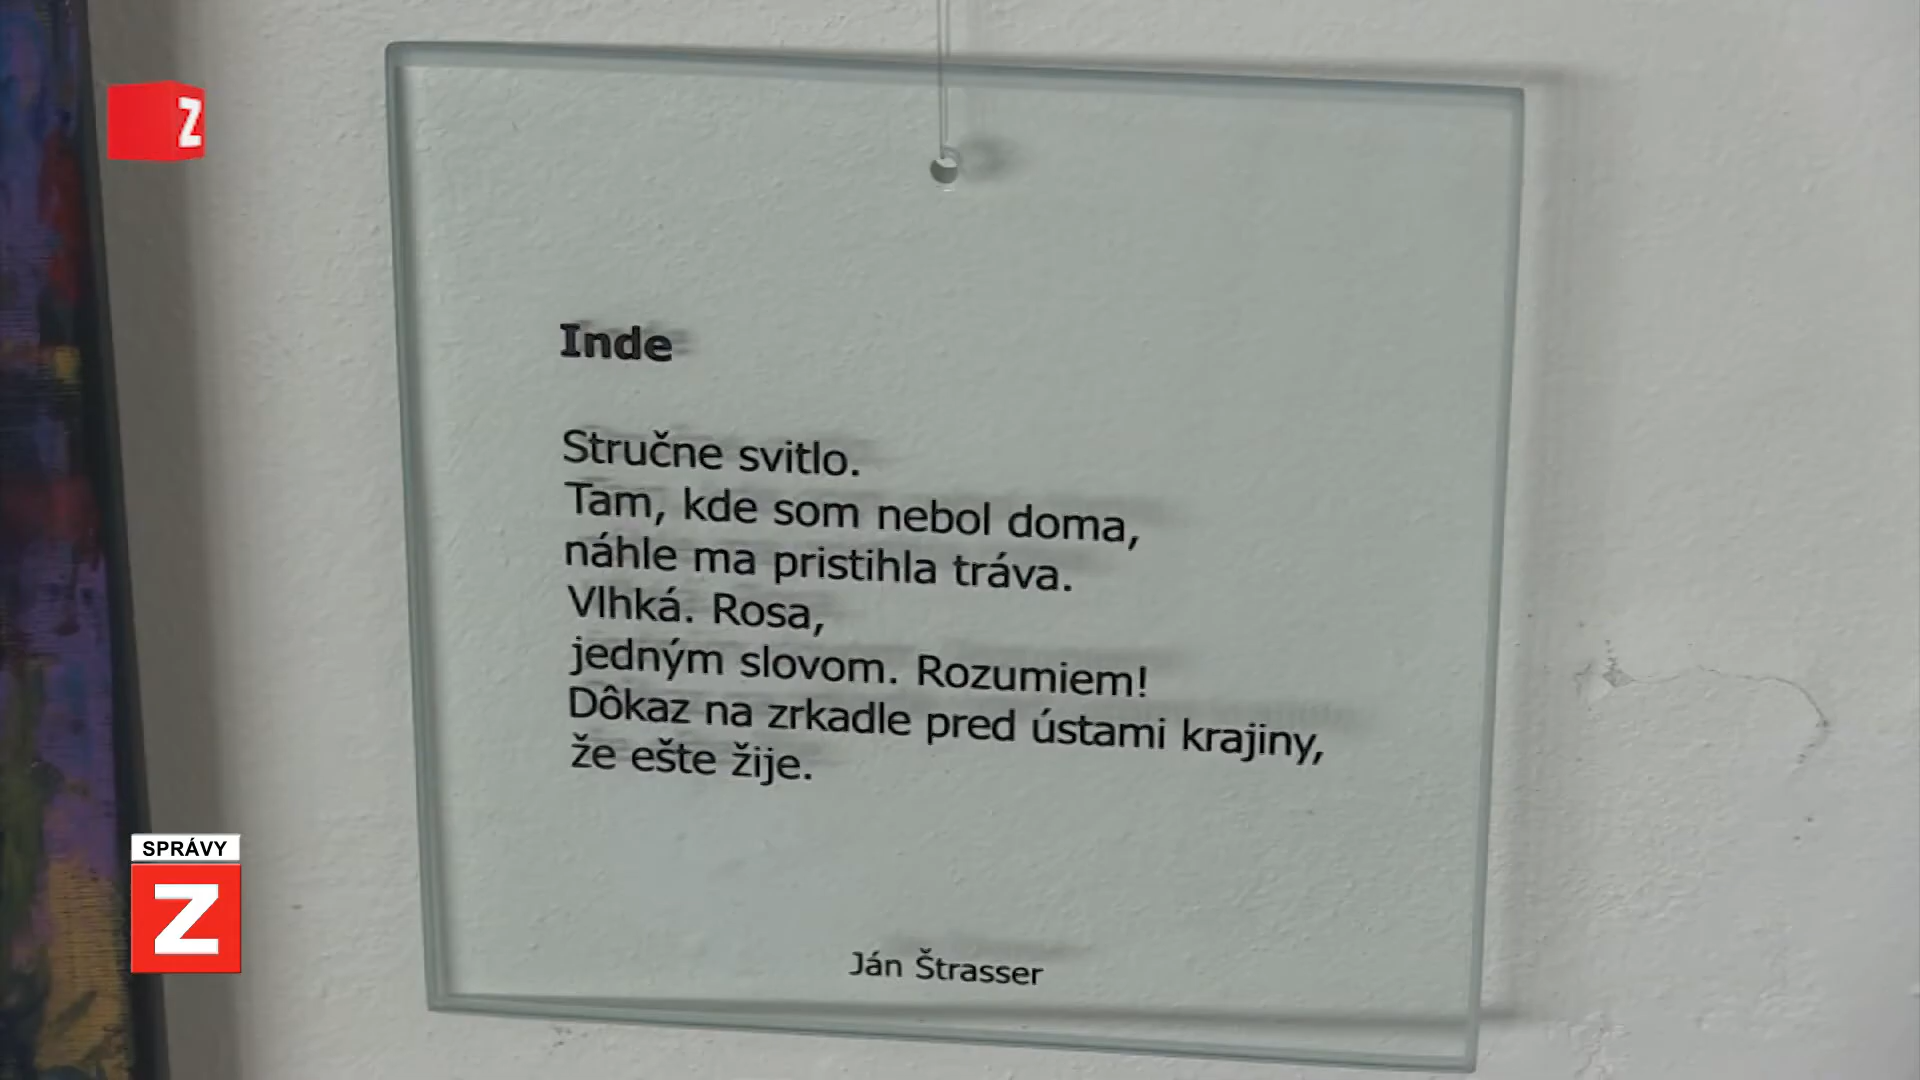 Z
Inde
Stručne svitlo.
Tam, kde som nebol doma,
náhle ma pristihla tráva.
Vlhká. Rosa,
jedným slovom. Rozumiem!
Dôkaz na zrkadle pred ústami krajiny,
že ešte žije.
Ján Štrasser
SPRÁVY
Z